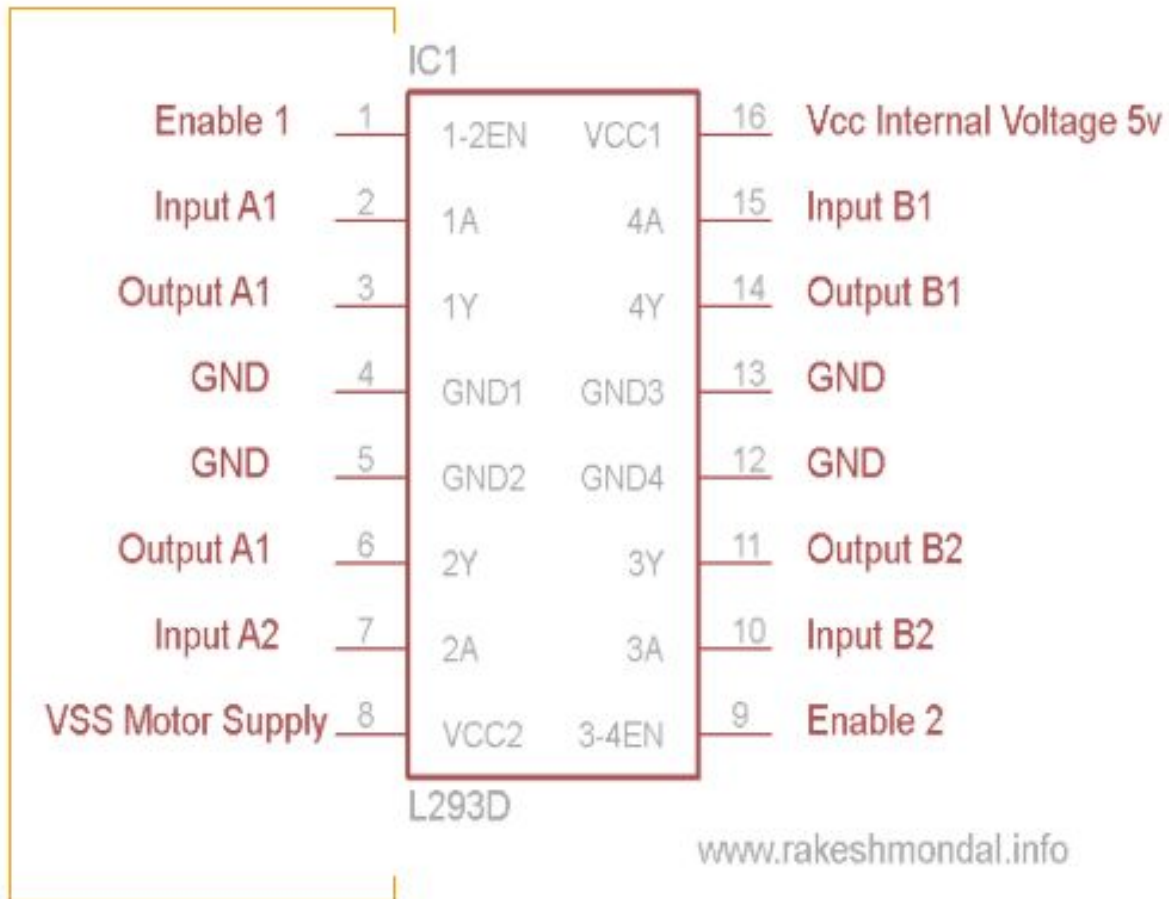 IC1
Enable 1 1 1-2EN VCC1 16 Vcc Internal Voltage 5v
Input A1 2 1A 4A 15 Input B1
Output A1 3 1Y 4Y 14 Output B1
GND 4 GND1 GND3 13 GND
GND 5 GND2 GND4 12 GND
Output A1 6 2Y 3Y 11 Output B2
Input A2 7 2A 3A 10 Input B2
VSS Motor Supply 8 VCC2 3-4EN 9 Enable 2
L293D
www.rakeshmondal.info